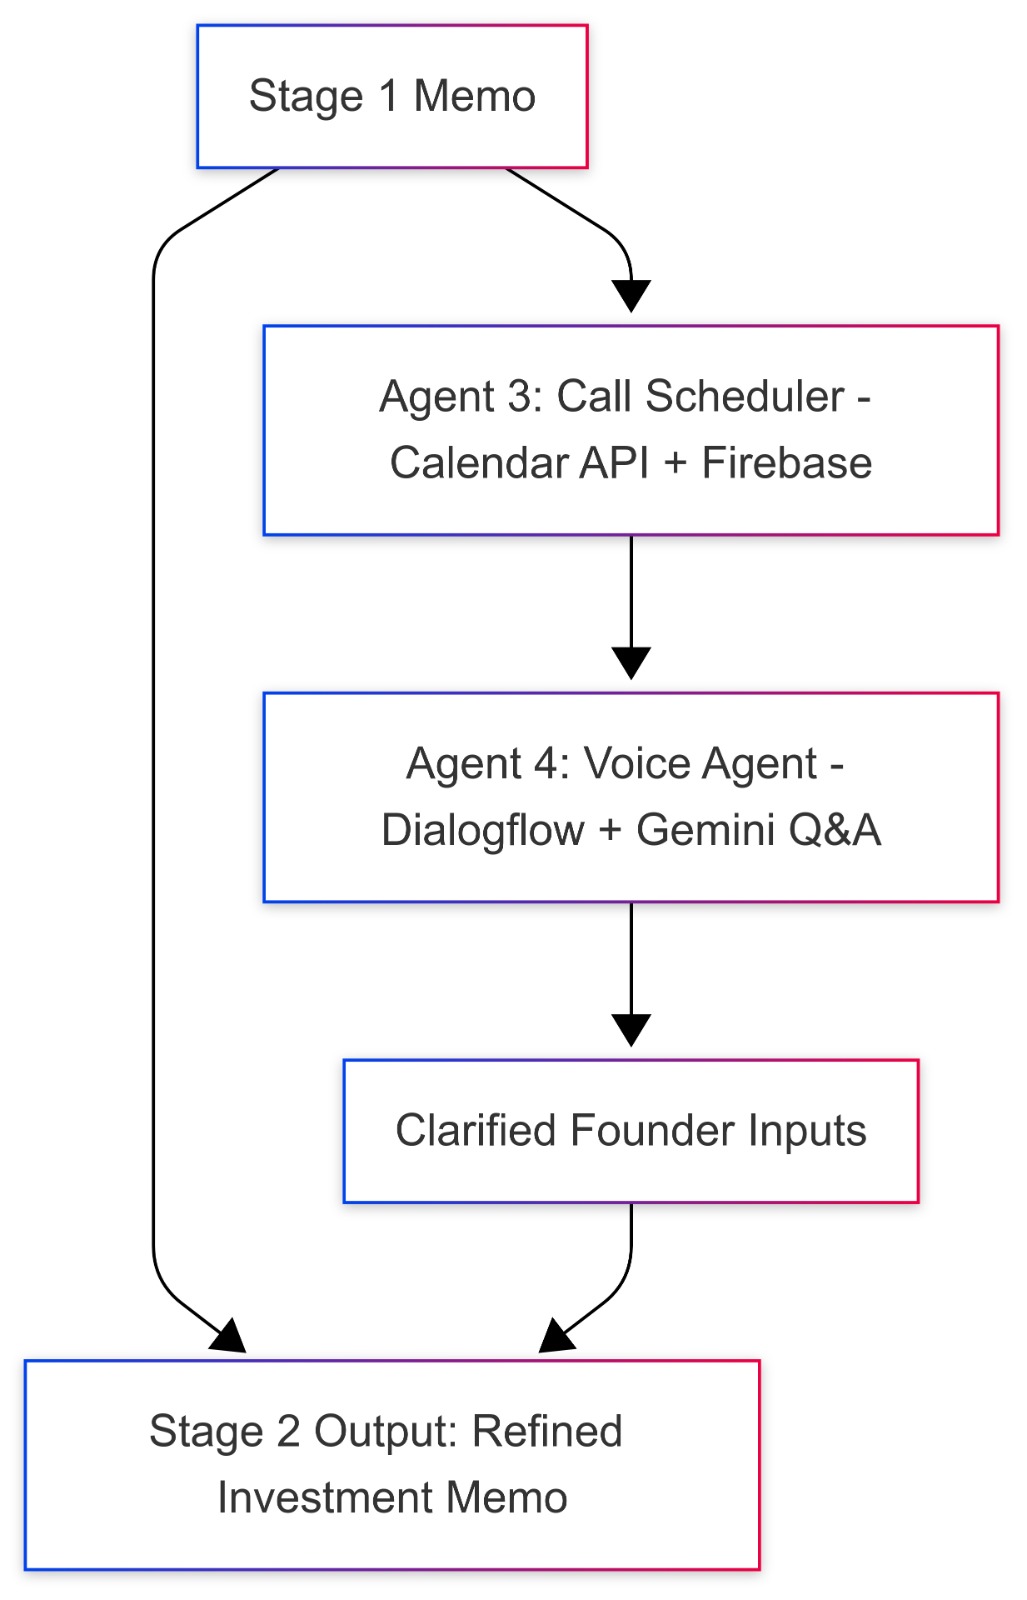 Stage 1 Memo
Agent 3: Call Scheduler -
Calendar API + Firebase
Agent 4: Voice Agent -
Dialogflow + Gemini Q&A
Clarified Founder Inputs
Stage 2 Output: Refined
Investment Memo